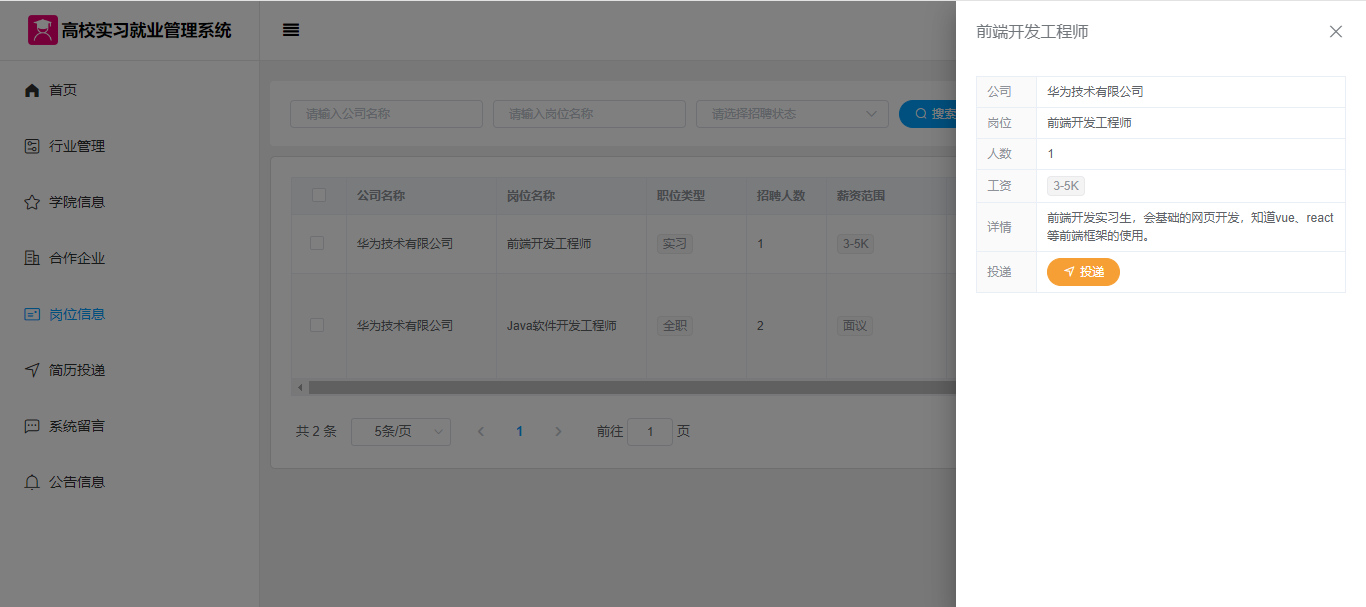 高校实习就业管理系统
首页
行业管理
学院信息
合作企业
岗位信息
简历投递
系统留言
公告信息
请输入公司名称 请输入岗位名称 请选择招聘状态 搜索
公司名称 岗位名称 职位类型 招聘人数 薪资范围
华为技术有限公司 前端开发工程师 实习 1 3-5K
华为技术有限公司 Java软件开发工程师 全职 2 面议
共 2 条 5条/页 1 前往 1 页
前端开发工程师
公司 华为技术有限公司
岗位 前端开发工程师
人数 1
工资 3-5K
详情 前端开发实习生，会基础的网页开发，知道vue、react
等前端框架的使用。
投递 投递